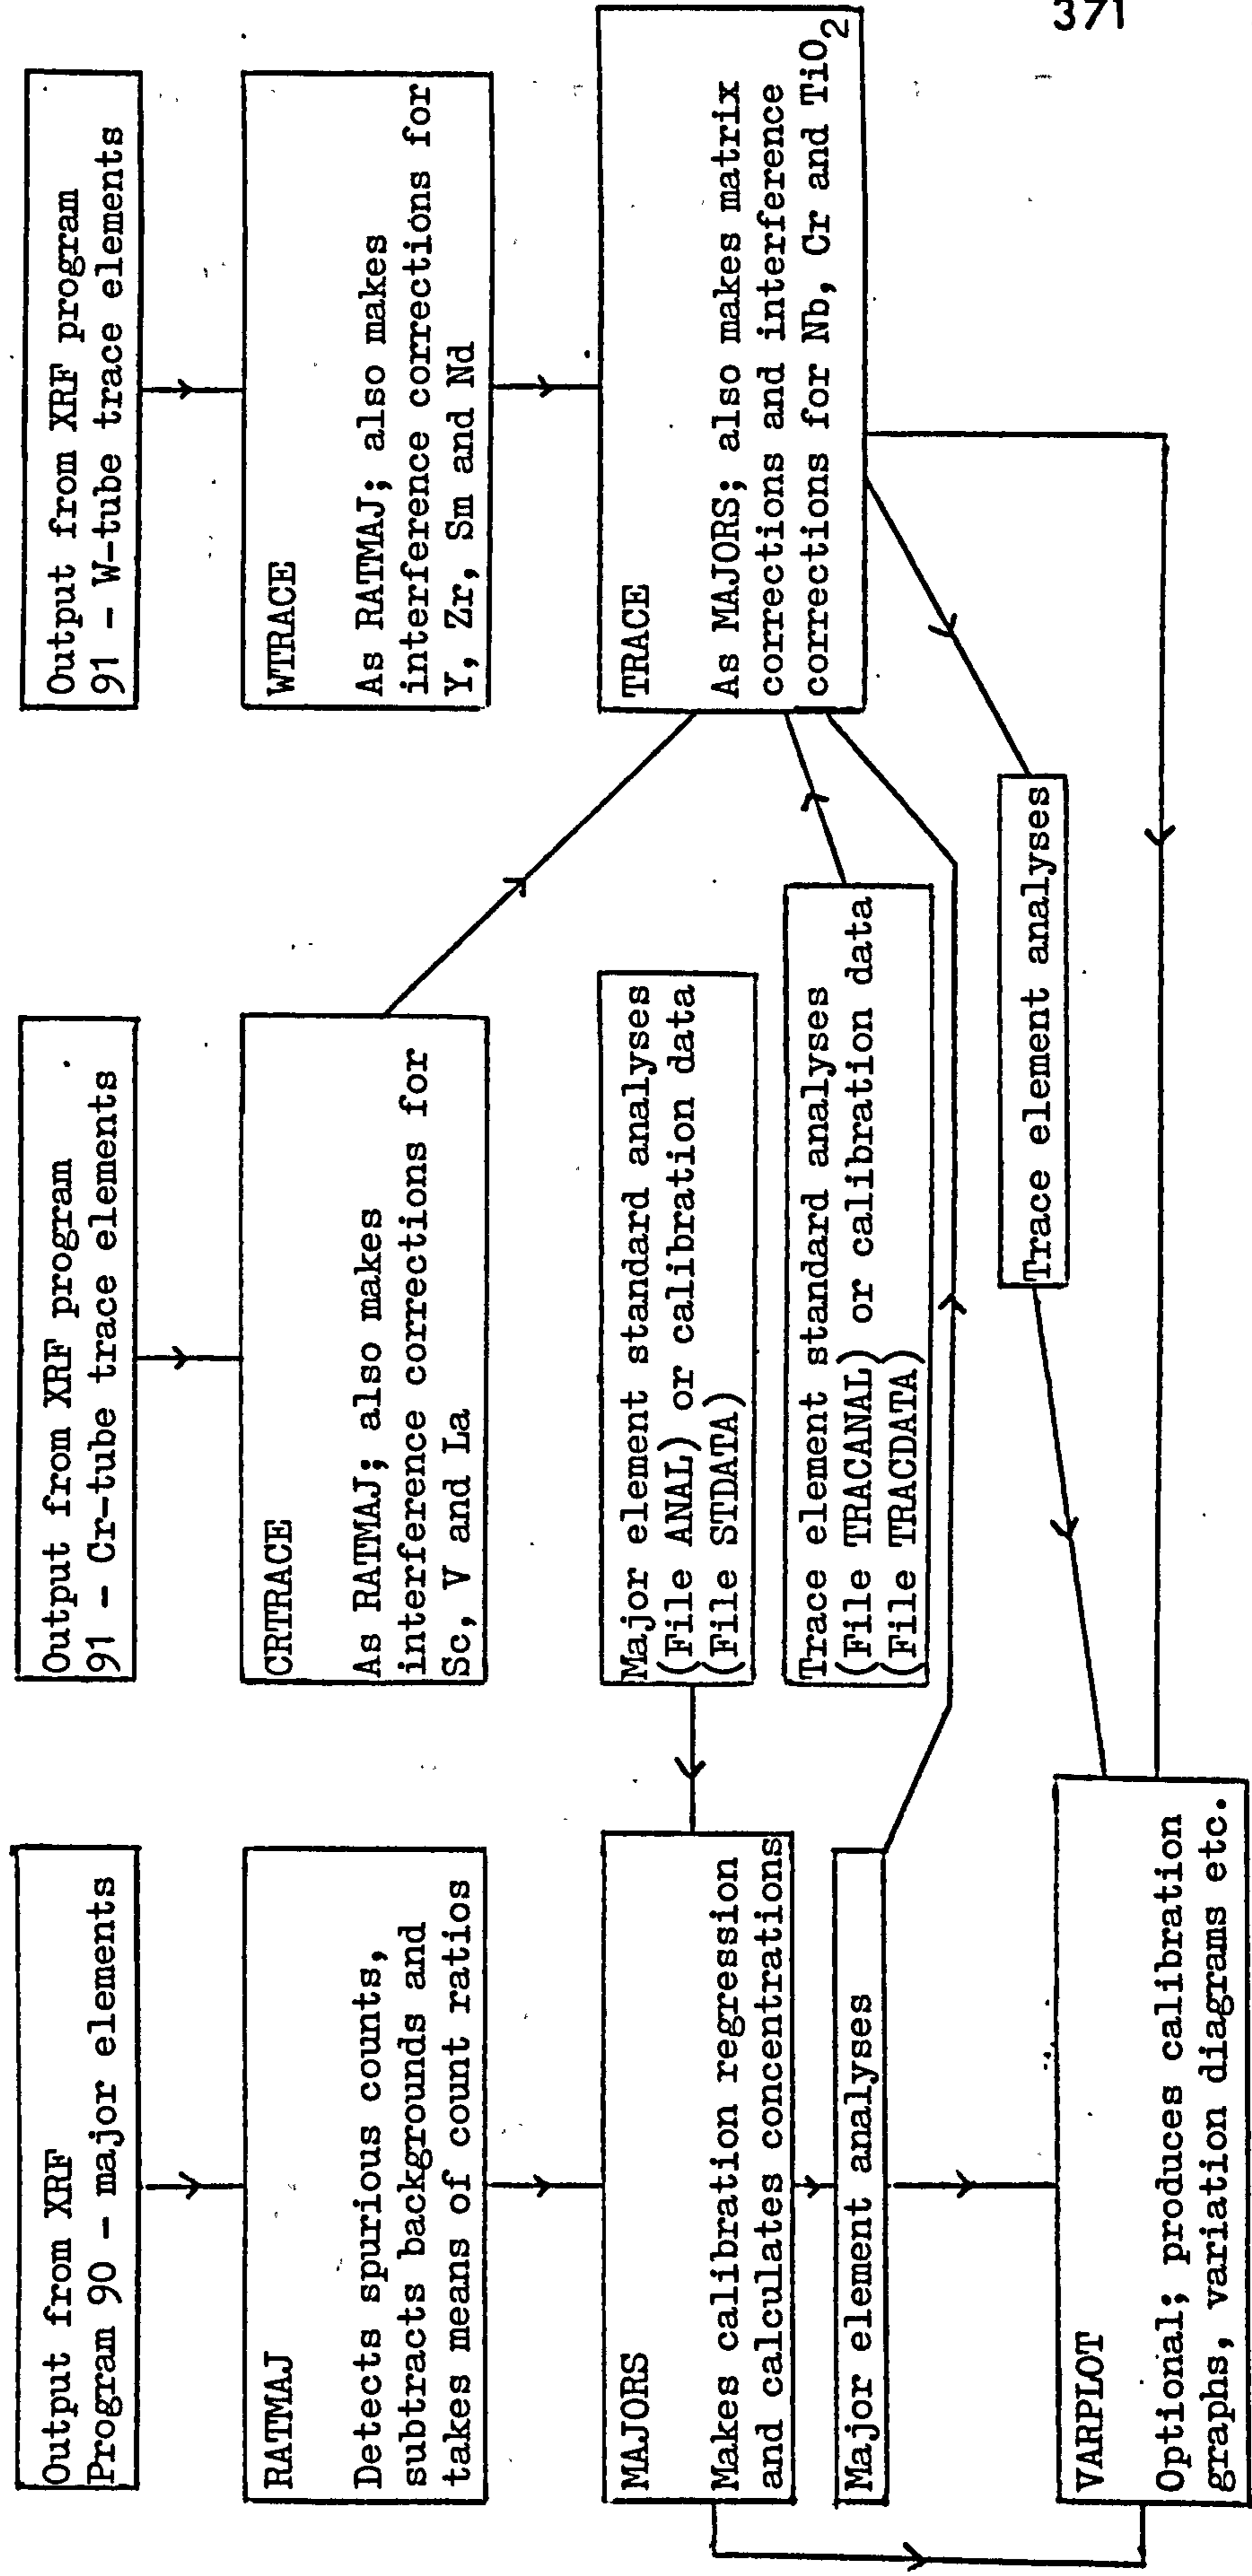 371
Output from XRF
Program 90 - major elements
RATMAJ
Detects spurious counts,
subtracts backgrounds and
takes means of count ratios
MAJORS
Makes calibration regression
and calculates concentrations
Major element analyses
VARPLOT
Optional; produces calibration
graphs, variation diagrams etc.
Output from XRF program
91 - Cr-tube trace elements
CRTRACE
As RATMAJ; also makes
interference corrections for
Sc, V and La
Major element standard analyses
(File ANAL) or calibration data
(File STDATA)
Trace element standard analyses
(File TRACANAL) or calibration data
(File TRACDATA)
Trace element analyses
Output from XRF program
91 - W-tube trace elements
WTRACE
As RATMAJ; also makes
interference corrections for
Y, Zr, Sm and Nd
TRACE
As MAJORS; also makes matrix
corrections and interference
corrections for Nb, Cr and TiO2